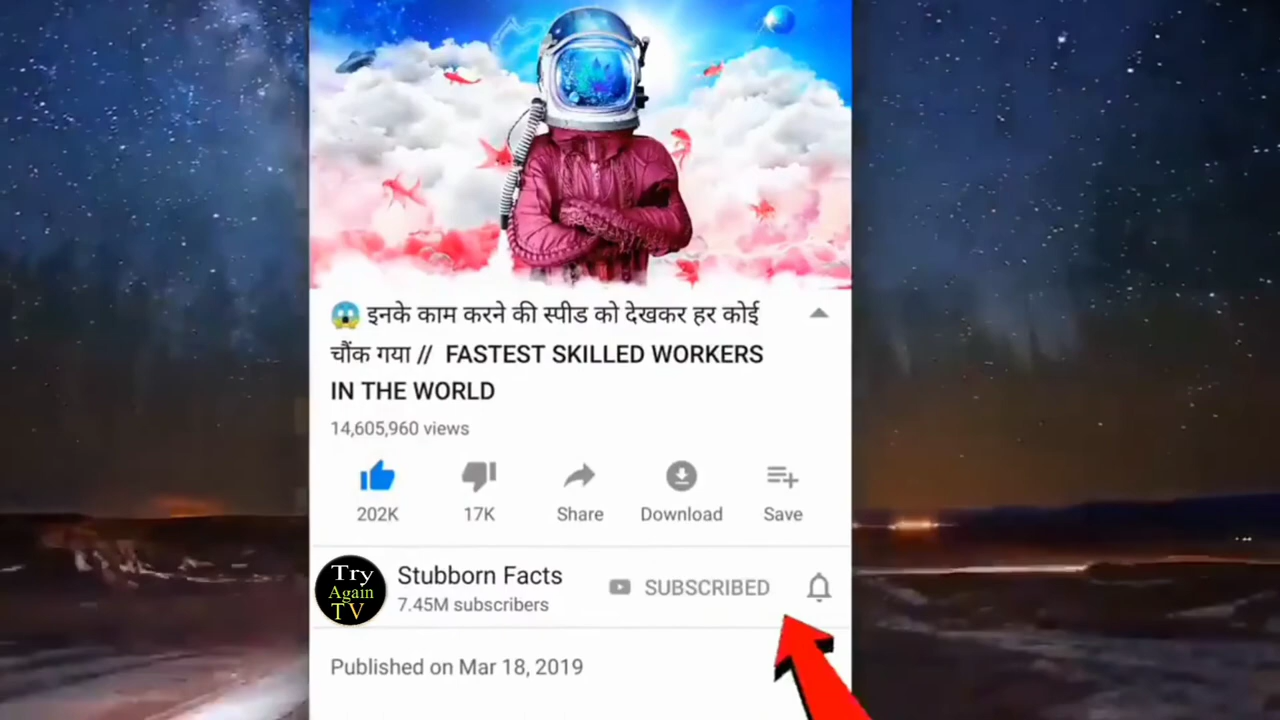 😱 इनके काम करने की स्पीड को देखकर हर कोई
चौंक गया // FASTEST SKILLED WORKERS
IN THE WORLD
14,605,960 views
202K 17K Share Download Save
Try
Again
TV
Stubborn Facts
7.45M subscribers
SUBSCRIBED
Published on Mar 18, 2019